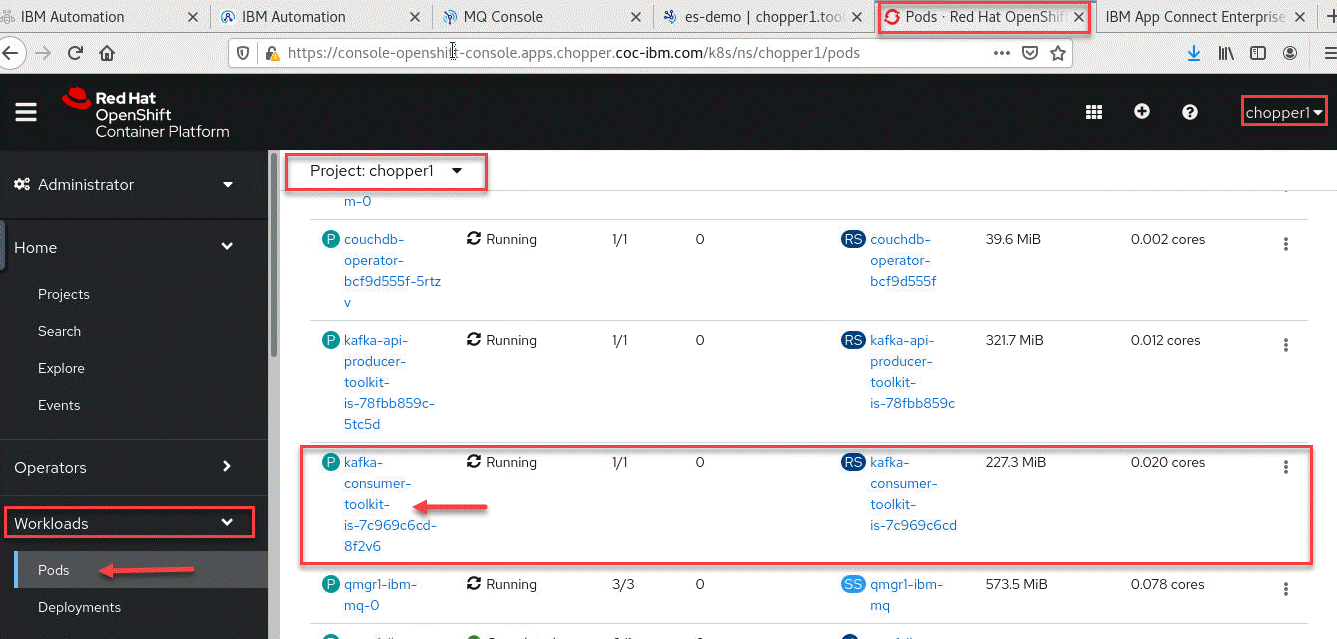 IBM Automation
IBM Automation
MQ Console
es-demo | chopper1.tool
Pods · Red Hat OpenShift
IBM App Connect Enterprise
https://console-openshift-console.apps.chopper.coc-ibm.com/k8s/ns/chopper1/pods
Red Hat
OpenShift
Container Platform
chopper1
Administrator
Home
Projects
Search
Explore
Events
Operators
Workloads
Pods
Deployments
Project: chopper1
m-0
P couchdb-
operator-
bcf9d555f-5rtz
v
Running
1/1
0
RS couchdb-
operator-
bcf9d555f
39.6 MiB
0.002 cores
P kafka-api-
producer-
toolkit-
is-78fbb859c-
5tc5d
Running
1/1
0
RS kafka-api-
producer-
toolkit-
is-78fbb859c
321.7 MiB
0.012 cores
P kafka-
consumer-
toolkit-
is-7c969c6cd-
8f2v6
Running
1/1
0
RS kafka-
consumer-
toolkit-
is-7c969c6cd
227.3 MiB
0.020 cores
P qmgr1-ibm-
mq-0
Running
3/3
0
SS qmgr1-ibm-
mq
573.5 MiB
0.078 cores